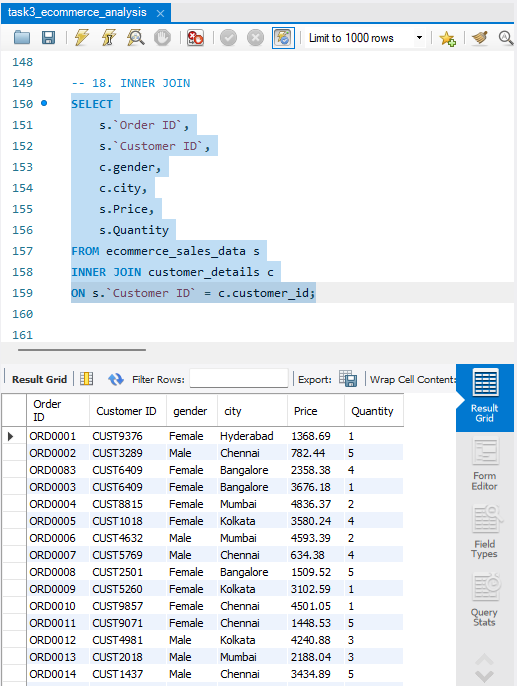 task3_ecommerce_analysis
Limit to 1000 rows
148
149 -- 18. INNER JOIN
150 SELECT
151 s.`Order ID`,
152 s.`Customer ID`,
153 c.gender,
154 c.city,
155 s.Price,
156 s.Quantity
157 FROM ecommerce_sales_data s
158 INNER JOIN customer_details c
159 ON s.`Customer ID` = c.customer_id;
160
161
Result Grid Filter Rows: Export: Wrap Cell Content:
Order ID Customer ID gender city Price Quantity
ORD0001 CUST9376 Female Hyderabad 1368.69 1
ORD0002 CUST3289 Male Chennai 782.44 5
ORD0083 CUST6409 Female Bangalore 2358.38 4
ORD0003 CUST6409 Female Bangalore 3676.18 1
ORD0004 CUST8815 Female Mumbai 4836.37 2
ORD0005 CUST1018 Female Kolkata 3580.24 4
ORD0006 CUST4632 Male Mumbai 4593.39 2
ORD0007 CUST5769 Male Chennai 634.38 4
ORD0008 CUST2501 Female Bangalore 1509.52 5
ORD0009 CUST5260 Female Kolkata 3102.59 1
ORD0010 CUST9857 Female Chennai 4501.05 1
ORD0011 CUST9071 Female Chennai 1448.53 5
ORD0012 CUST4981 Male Kolkata 4240.88 3
ORD0013 CUST2018 Male Mumbai 2188.04 3
ORD0014 CUST1437 Male Chennai 3434.89 5
Result
Grid
Form
Editor
Field
Types
Query
Stats